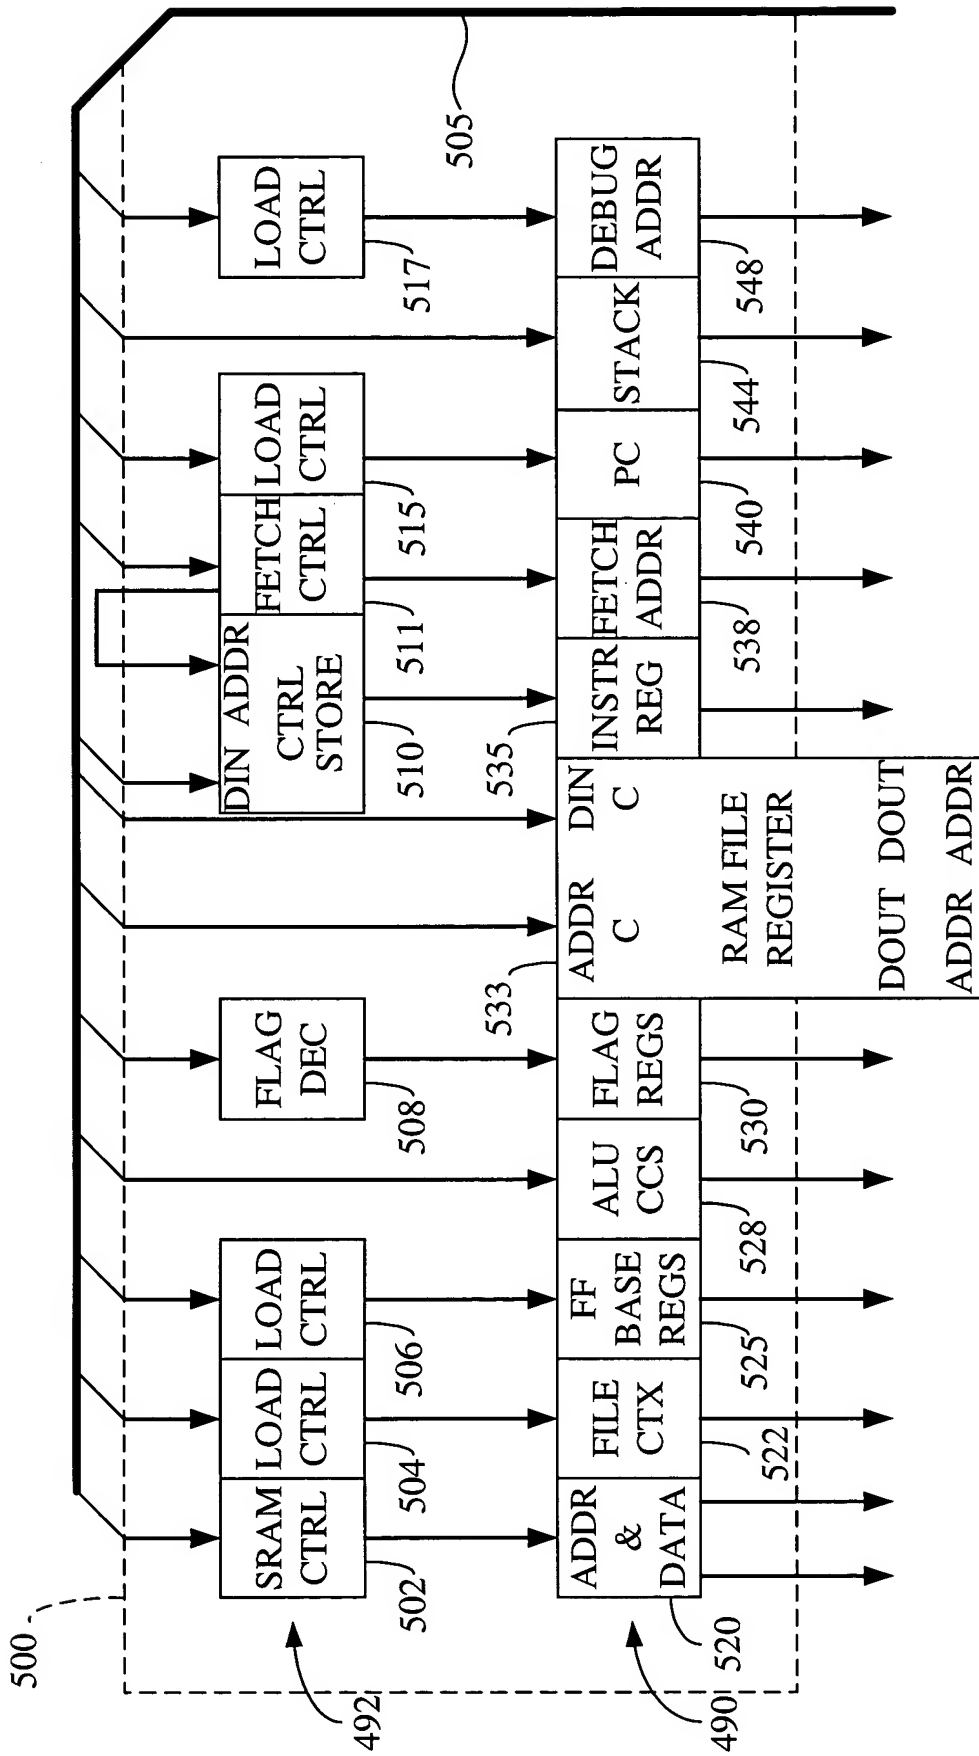 500
492
490
SRAM
CTRL
502
LOAD
CTRL
504
LOAD
CTRL
506
FLAG
DEC
508
DIN ADDR
CTRL
STORE
510
FETCH
CTRL
511
LOAD
CTRL
515
LOAD
CTRL
517
505
ADDR
&
DATA
520
FILE
CTX
522
FF
BASE
REGS
525
ALU
CCS
528
FLAG
REGS
530
533
ADDR DIN
C C
RAM FILE
REGISTER
DOUT DOUT
ADDR ADDR
535
INSTR
REG
FETCH
ADDR
538
PC
540
STACK
544
DEBUG
ADDR
548